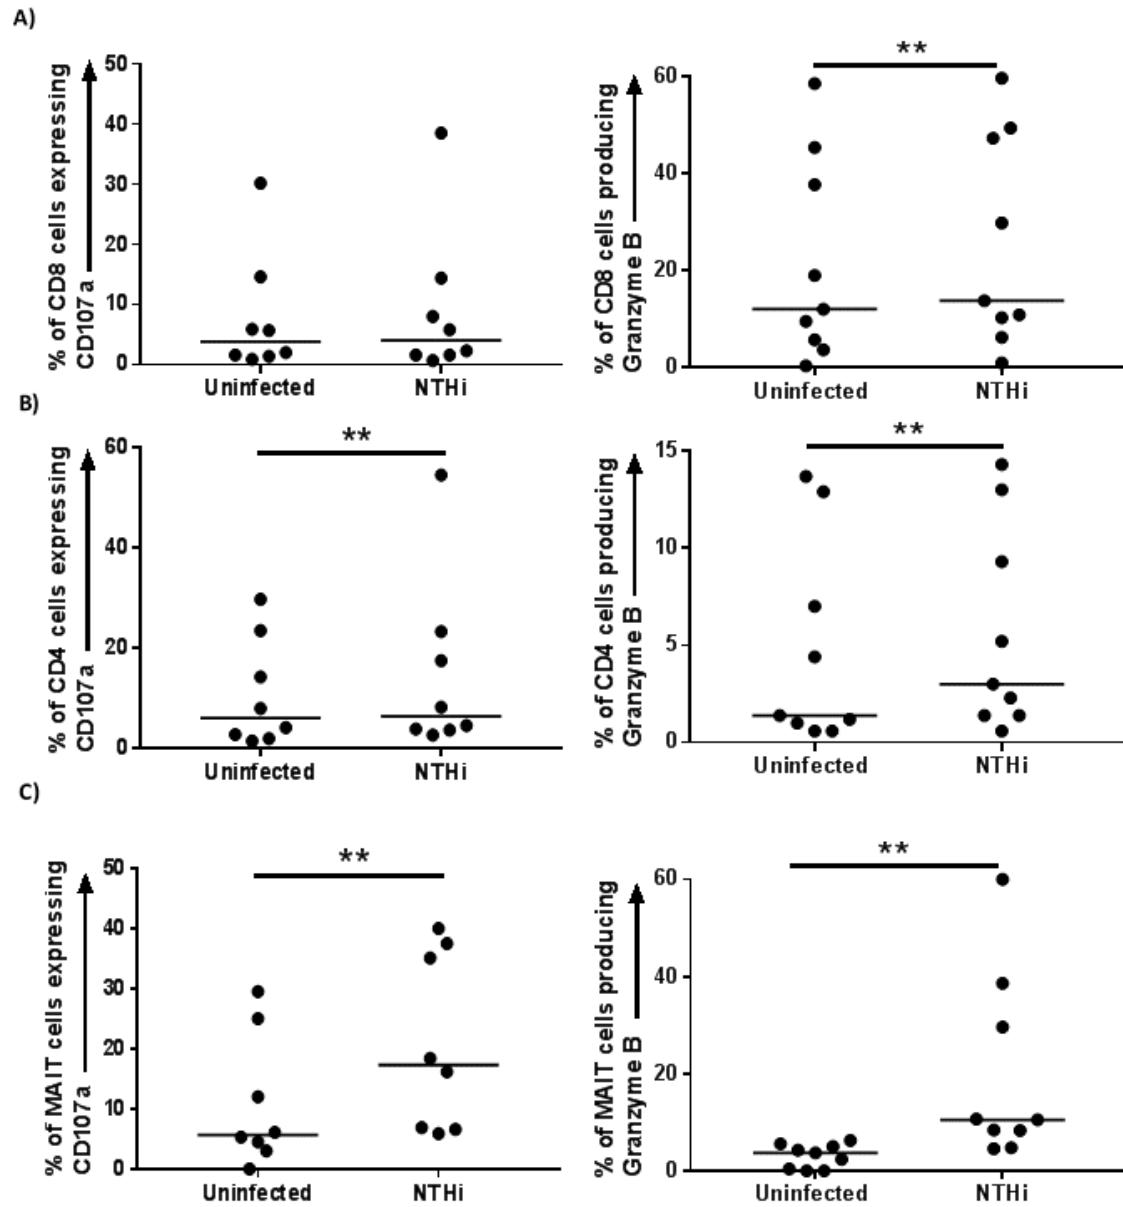 A)
% of CD8 cells expressing
CD107a
50
40
30
20
10
0
Uninfected
NTHi
**
% of CD8 cells producing
Granzyme B
60
40
20
0
Uninfected
NTHi
B)
**
% of CD4 cells expressing
CD107a
60
40
20
0
Uninfected
NTHi
**
% of CD4 cells producing
Granzyme B
15
10
5
0
Uninfected
NTHi
C)
**
% of MAIT cells expressing
CD107a
50
40
30
20
10
0
Uninfected
NTHi
**
% of MAIT cells producing
Granzyme B
60
40
20
0
Uninfected
NTHi